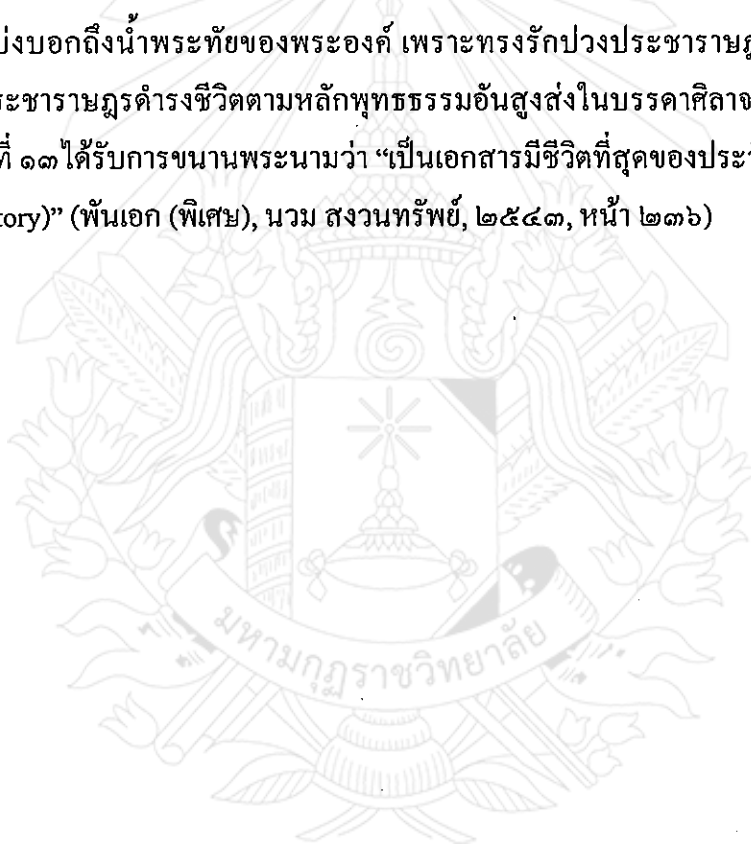 บ่งบอกถึงน้ำพระทัยของพระองค์ เพราะทรงรักปวงประชาราษฎ
ระชาราษฎรดำรงชีวิตตามหลักพุทธธรรมอันสูงส่งในบรรดาศิลาจ
ที่ ๑๓ ได้รับการขนานพระนามว่า “เป็นเอกสารมีชีวิตที่สุดของประวั
tory)” (พันเอก (พิเศษ), นวม สงวนทรัพย์, ๒๕๔๓, หน้า ๒๓๖)
มหามกุฏราชวิทยาลัย